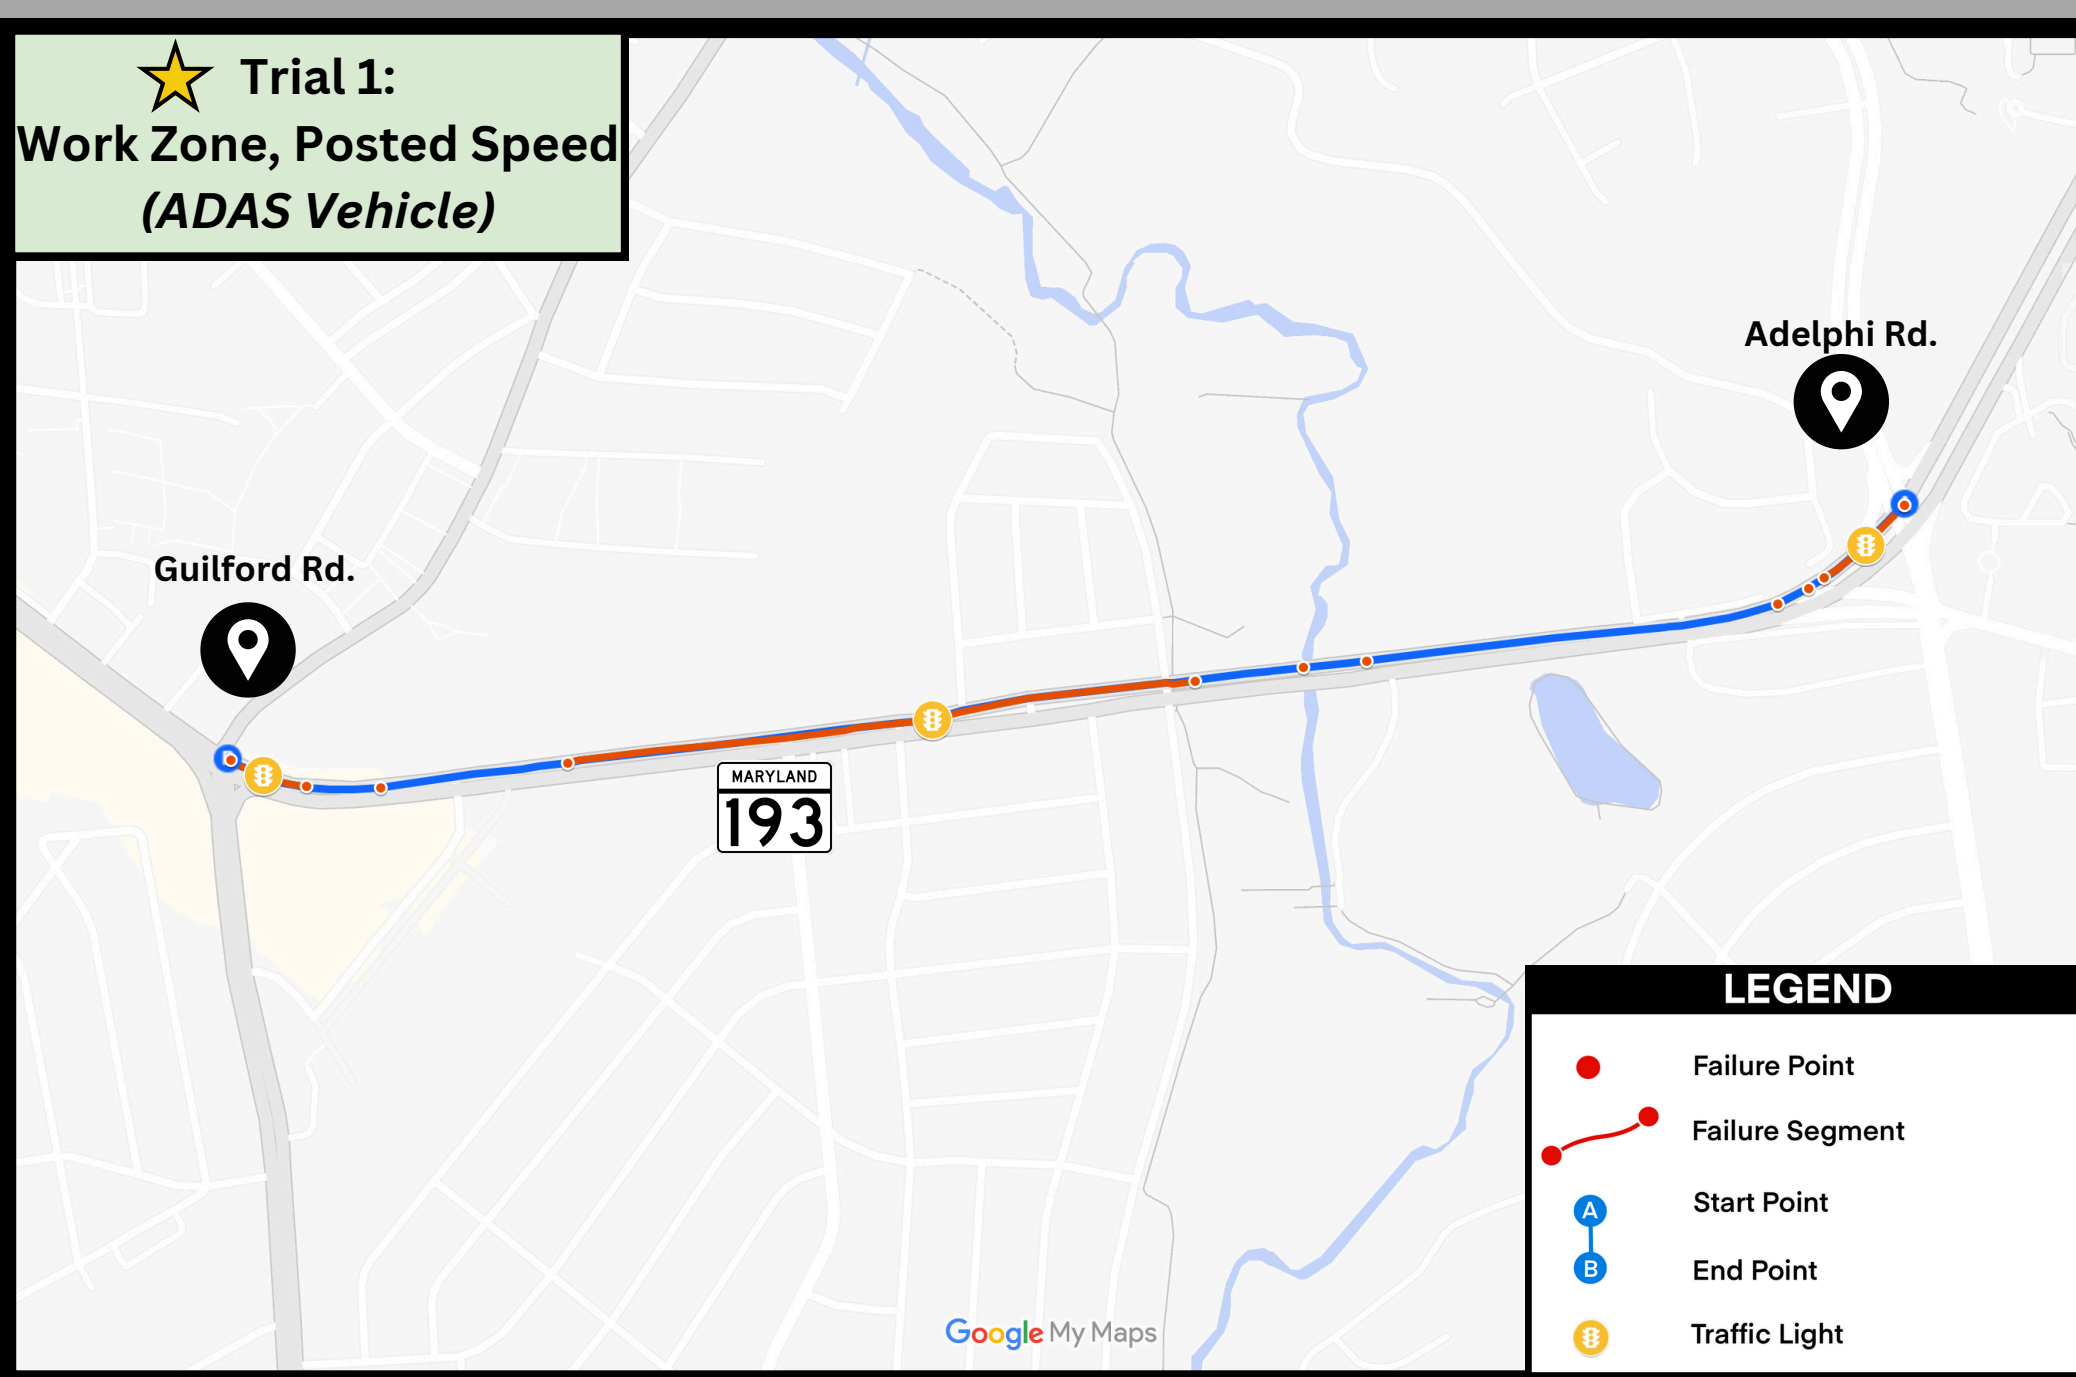 Trial 1:
Work Zone, Posted Speed
(ADAS Vehicle)
Adelphi Rd.
Guilford Rd.
MARYLAND
193
LEGEND
Failure Point
Failure Segment
A
Start Point
B
End Point
Traffic Light
Google My Maps